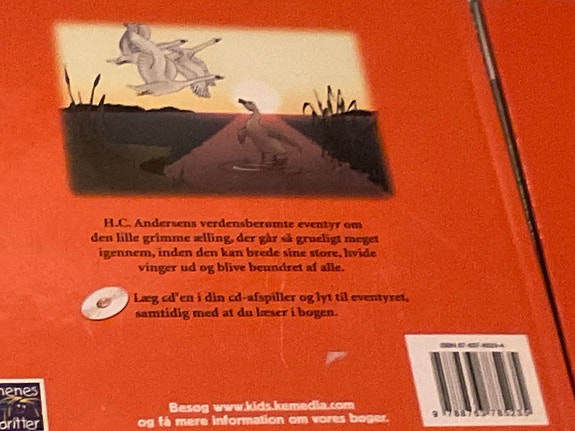 H.C. Andersens verdensberømte eventyr om
den lille grimme ælling, der går så grueligt meget
igennem, inden den kan brede sine store, hvide
vinger ud og blive beundret af alle.
Læg cd'en i din cd-afspiller og lyt til eventyret,
samtidig med at du læser i bogen.
Besøg www.kids.kemedia.com
og få mere information om vores bøger.